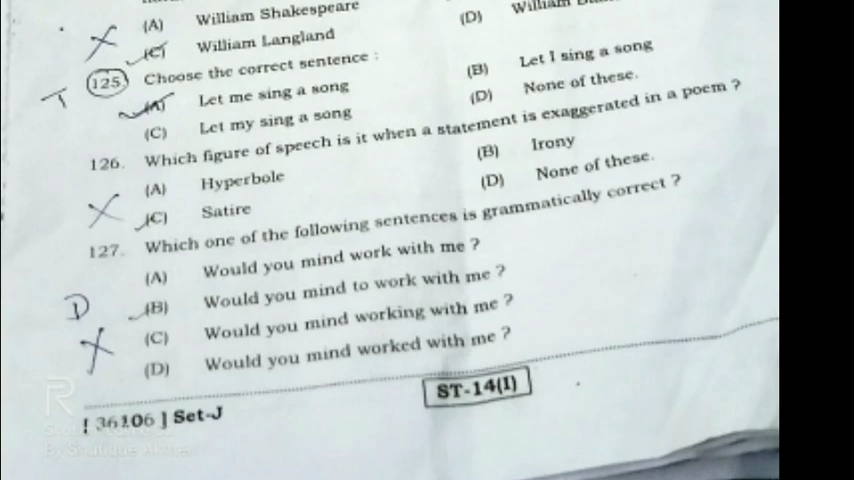 (A) William Shakespeare
(D) William
(C) William Langland
125. Choose the correct sentence :
T
(A) Let me sing a song
(B) Let I sing a song
(C) Let my sing a song
(D) None of these.
126. Which figure of speech is it when a statement is exaggerated in a poem ?
(A) Hyperbole
(B) Irony
(C) Satire
(D) None of these.
127. Which one of the following sentences is grammatically correct ?
(A) Would you mind work with me ?
D
(B) Would you mind to work with me ?
(C) Would you mind working with me ?
(D) Would you mind worked with me ?
[ 36106 ] Set-J
ST-14(I)